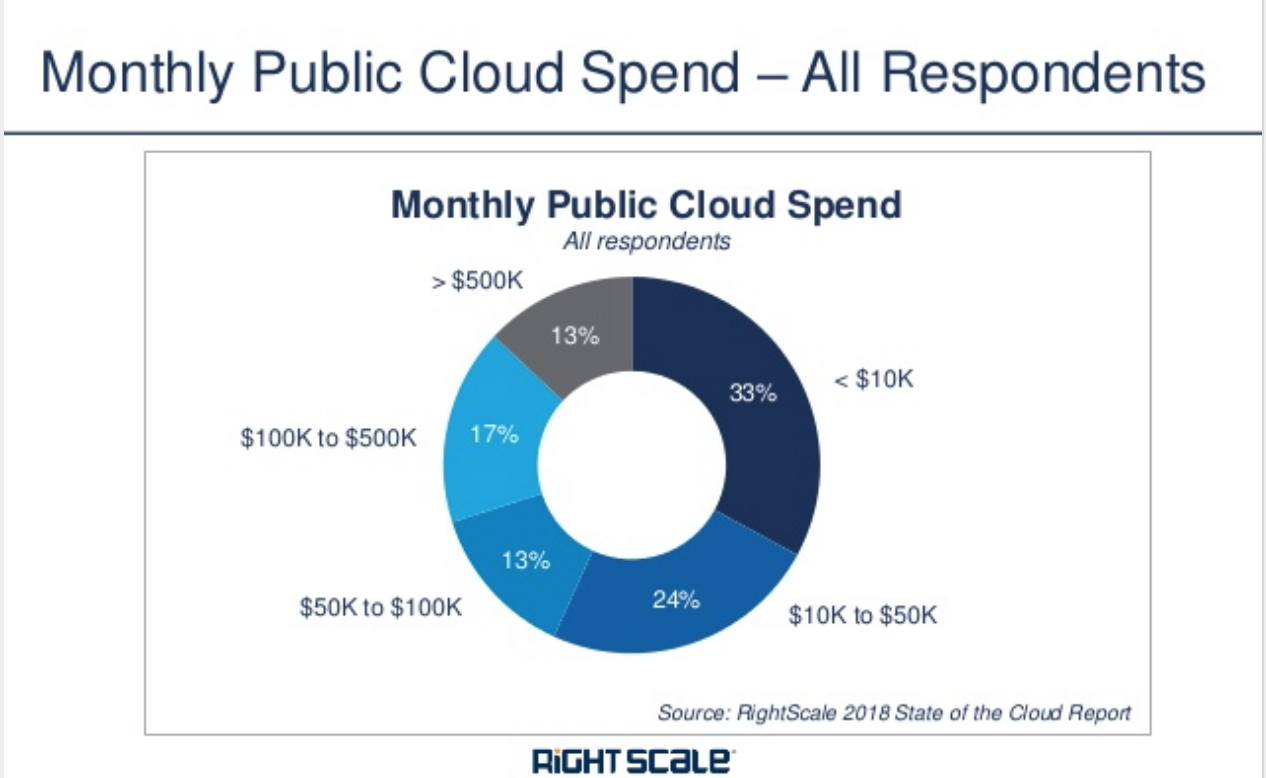 Monthly Public Cloud Spend – All Respondents
Monthly Public Cloud Spend
All respondents
> $500K
13%
33%
< $10K
$100K to $500K
17%
13%
$50K to $100K
24%
$10K to $50K
Source: RightScale 2018 State of the Cloud Report
RIGHTSCALE